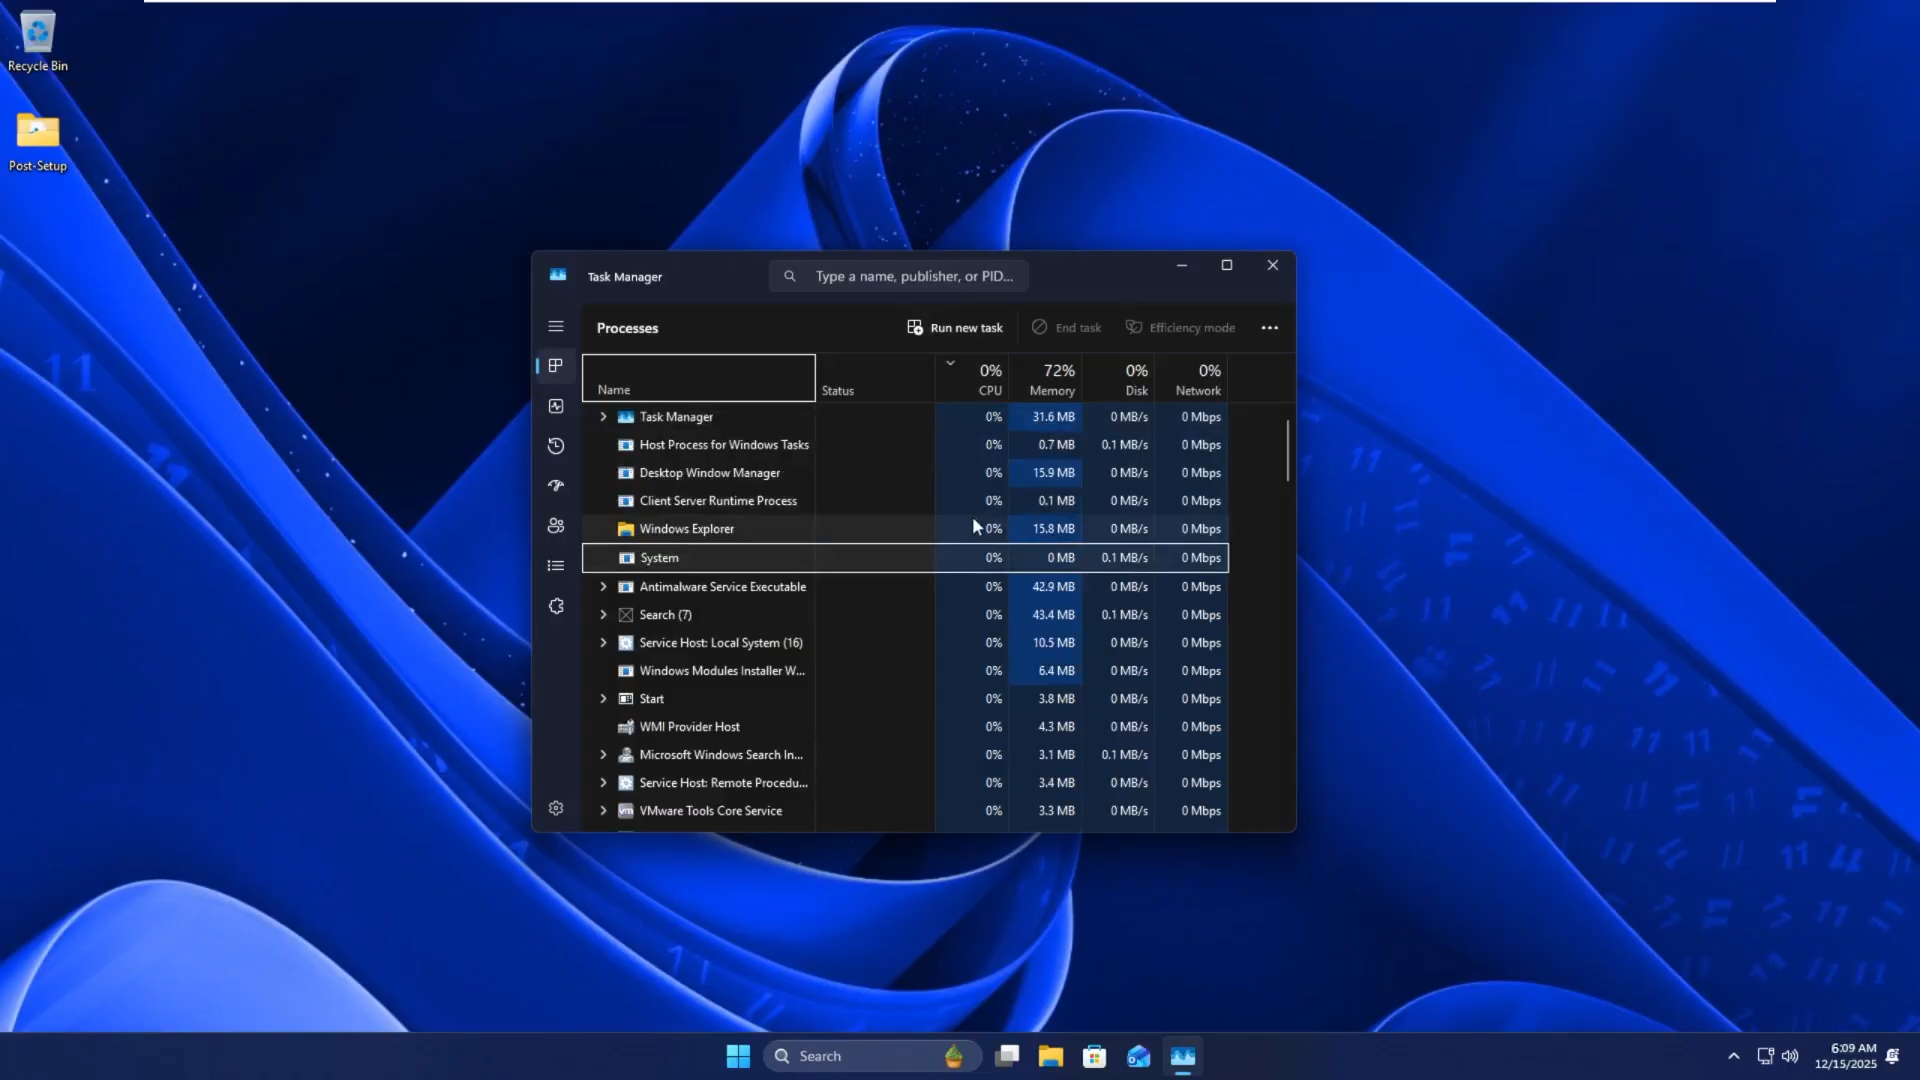 Recycle Bin
Post-Setup
Task Manager
Type a name, publisher, or PID...
Processes
Run new task
End task
Efficiency mode
Name
Status
0%
CPU
72%
Memory
0%
Disk
0%
Network
Task Manager 0% 31.6 MB 0 MB/s 0 Mbps
Host Process for Windows Tasks 0% 0.7 MB 0.1 MB/s 0 Mbps
Desktop Window Manager 0% 15.9 MB 0 MB/s 0 Mbps
Client Server Runtime Process 0% 0.1 MB 0 MB/s 0 Mbps
Windows Explorer 0% 15.8 MB 0 MB/s 0 Mbps
System 0% 0 MB 0.1 MB/s 0 Mbps
Antimalware Service Executable 0% 42.9 MB 0 MB/s 0 Mbps
Search (7) 0% 43.4 MB 0.1 MB/s 0 Mbps
Service Host: Local System (16) 0% 10.5 MB 0 MB/s 0 Mbps
Windows Modules Installer W... 0% 6.4 MB 0 MB/s 0 Mbps
Start 0% 3.8 MB 0 MB/s 0 Mbps
WMI Provider Host 0% 4.3 MB 0 MB/s 0 Mbps
Microsoft Windows Search In... 0% 3.1 MB 0.1 MB/s 0 Mbps
Service Host: Remote Procedu... 0% 3.4 MB 0 MB/s 0 Mbps
vm VMware Tools Core Service 0% 3.3 MB 0 MB/s 0 Mbps
Search
6:09 AM
12/15/2025